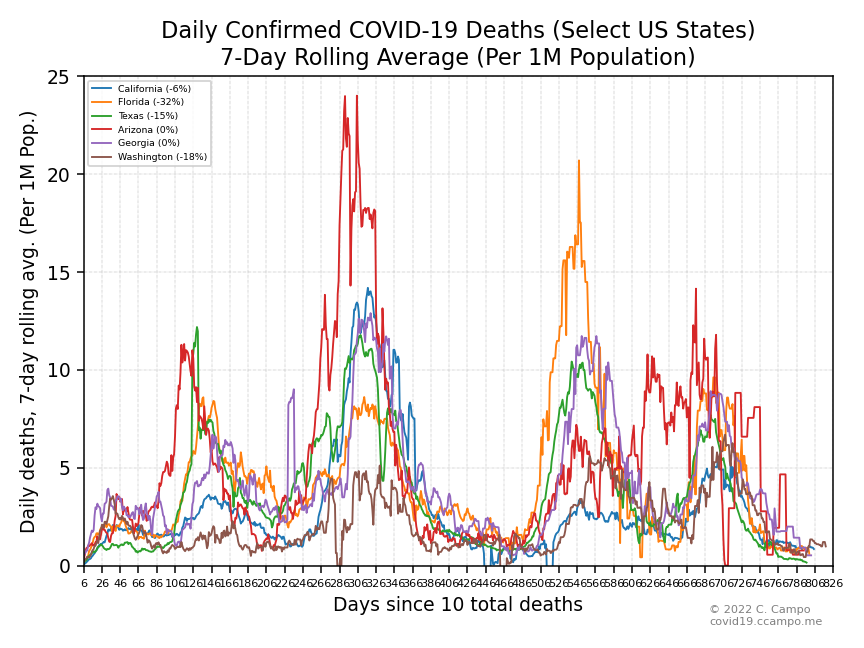 Daily Confirmed COVID-19 Deaths (Select US States)
7-Day Rolling Average (Per 1M Population)
Daily deaths, 7-day rolling avg. (Per 1M Pop.)
25
20
15
10
5
0
California (-6%)
Florida (-32%)
Texas (-15%)
Arizona (0%)
Georgia (0%)
Washington (-18%)
6 26 46 66 86 106 126 146 166 186 206 226 246 266 286 306 326 346 366 386 406 426 446 466 486 506 526 546 566 586 606 626 646 666 686 706 726 746 766 786 806 826
Days since 10 total deaths
© 2022 C. Campo
covid19.ccampo.me